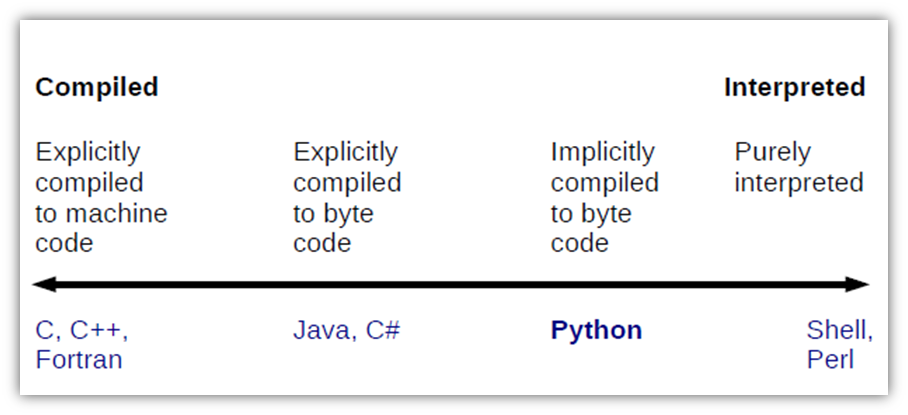 Compiled
Interpreted
Explicitly
compiled
to machine
code
Explicitly
compiled
to byte
code
Implicitly
compiled
to byte
code
Purely
interpreted
C, C++,
Fortran
Java, C#
Python
Shell,
Perl